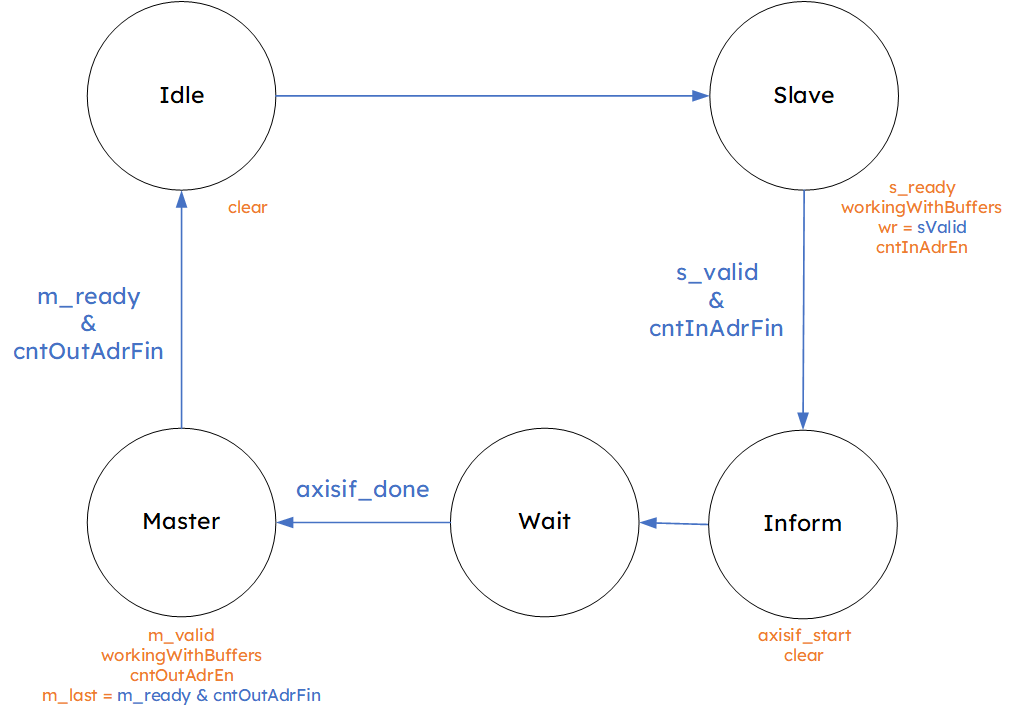 Idle
Slave
clear
s_ready
workingWithBuffers
wr = sValid
cntInAdrEn
m_ready
&
cntOutAdrFin
s_valid
&
cntInAdrFin
axisif_done
Master
Wait
Inform
m_valid
workingWithBuffers
cntOutAdrEn
m_last = m_ready & cntOutAdrFin
axisif_start
clear